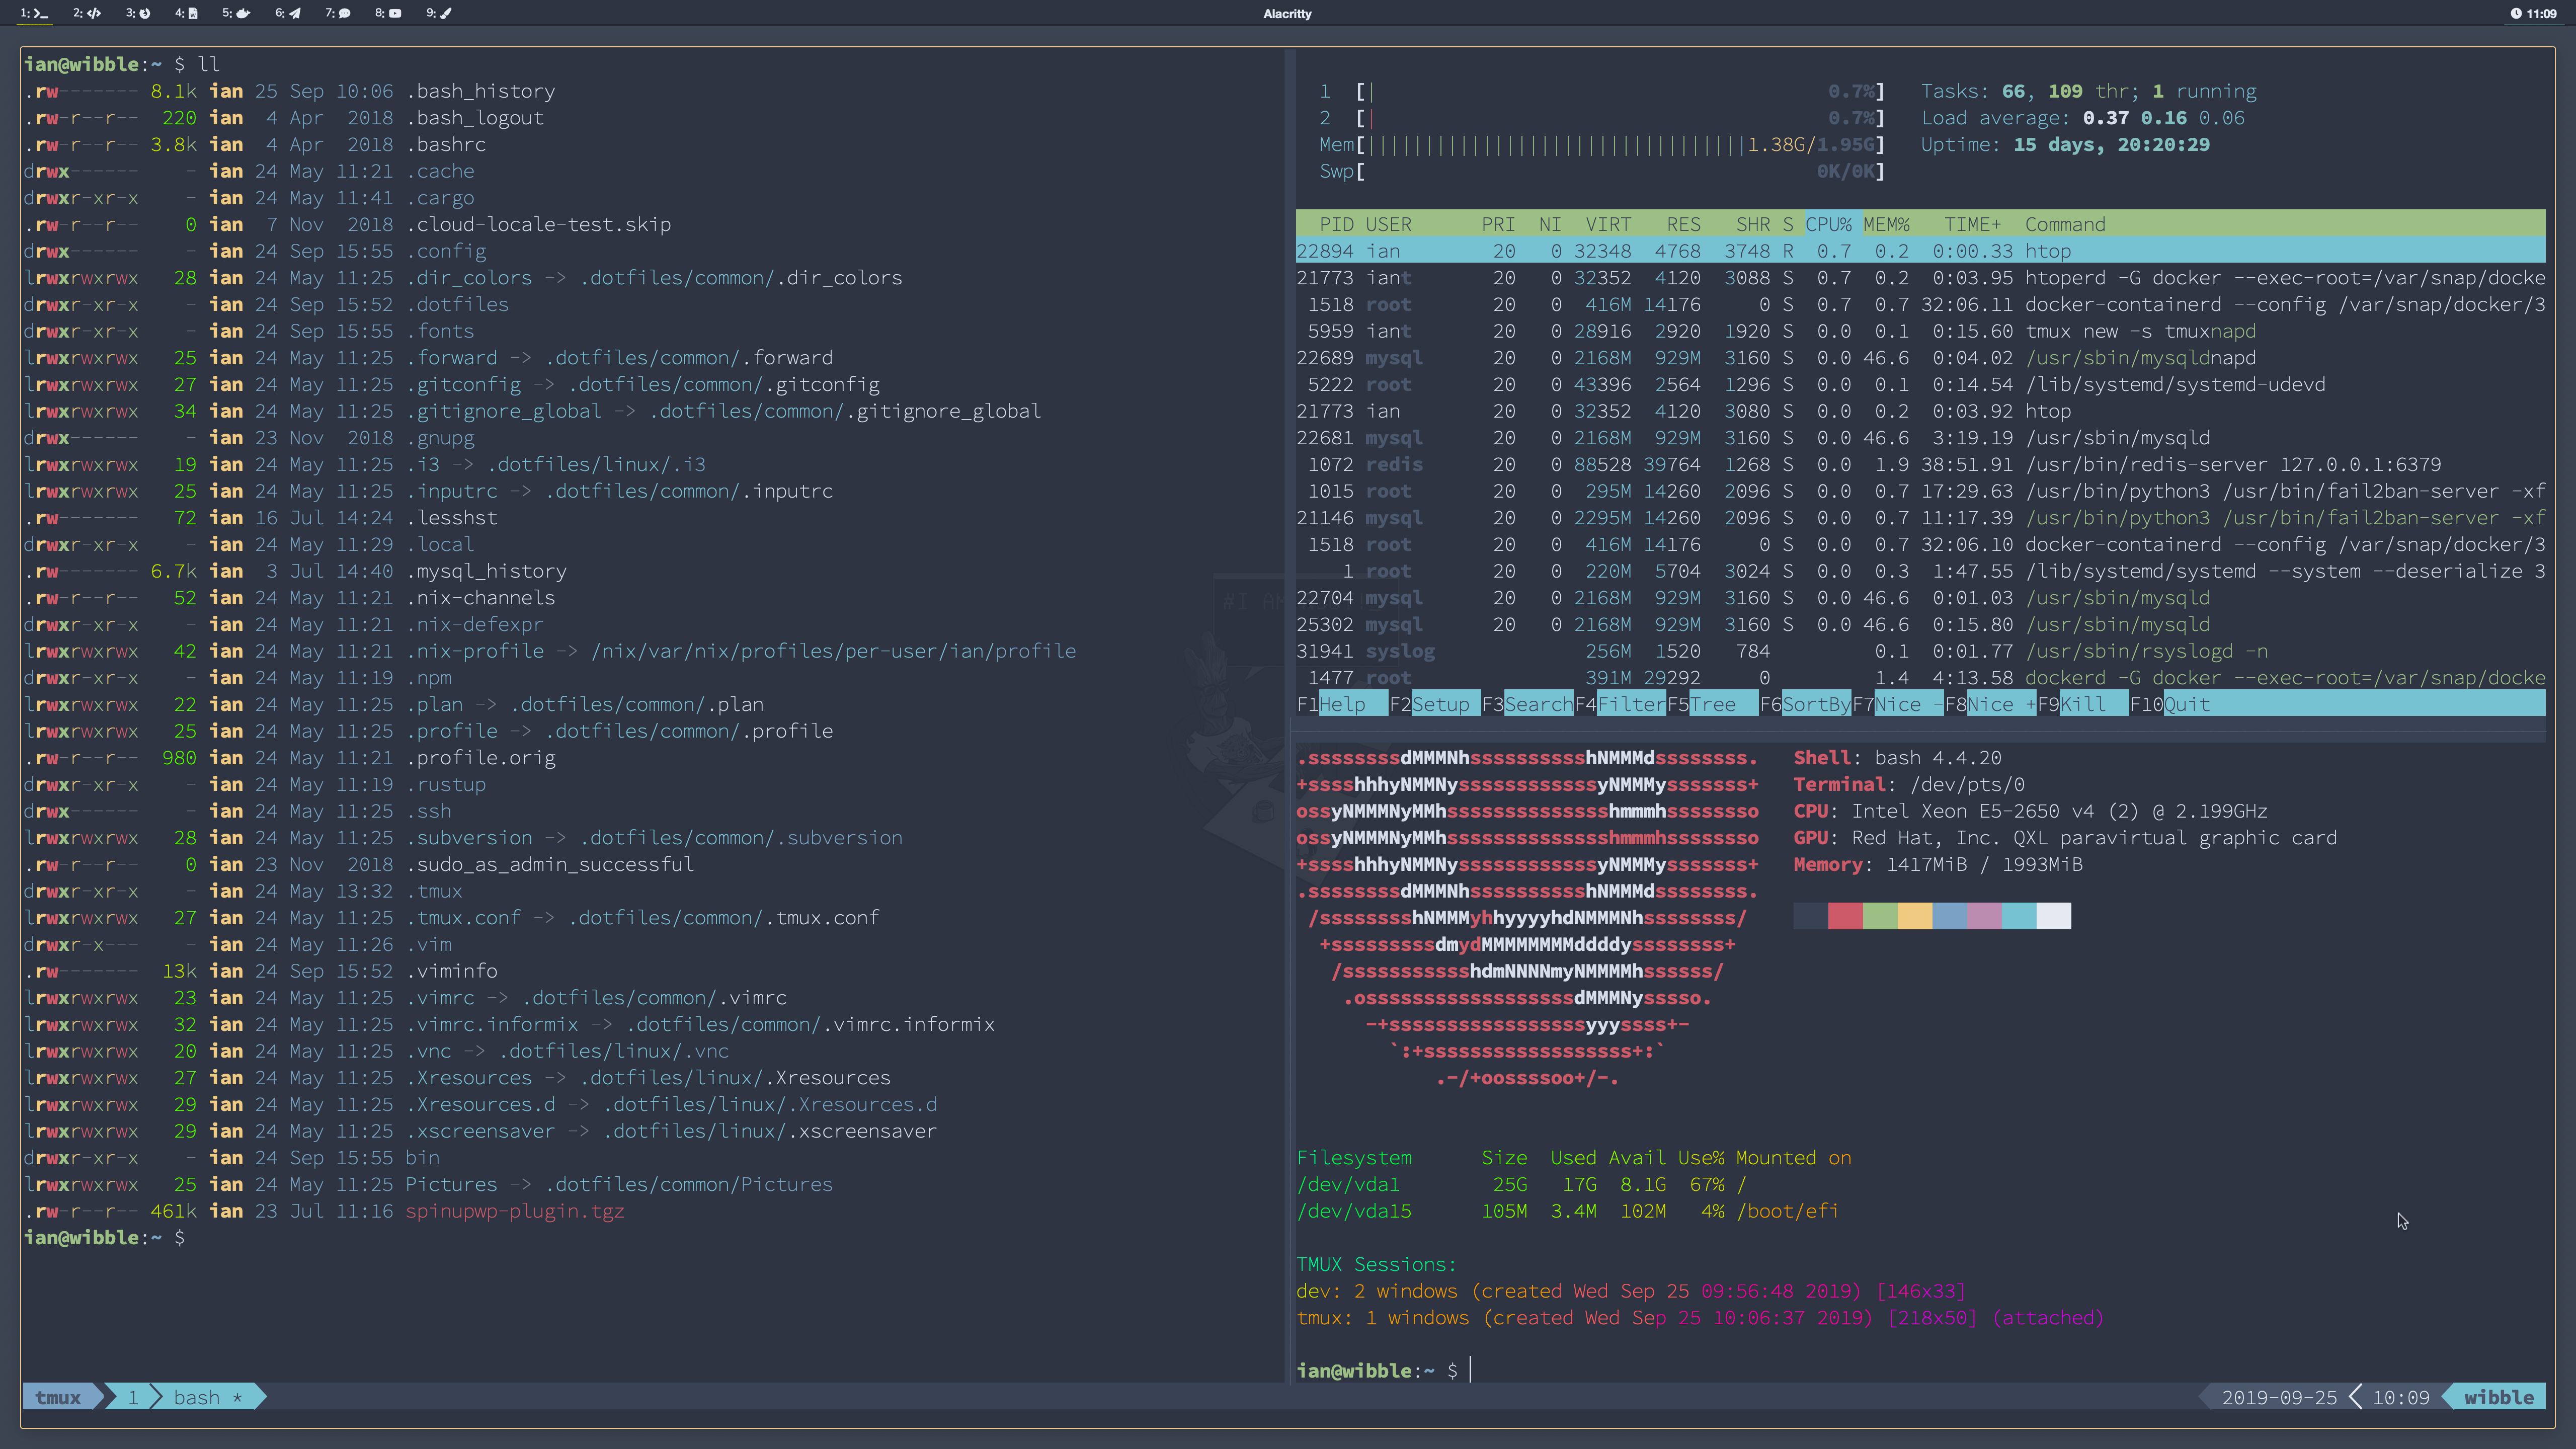 1: 2: 3: 4: 5: 6: 7: 8: 9: Alacritty 11:09
ian@wibble:~ $ ll
.rw------- 8.1k ian 25 Sep 10:06 .bash_history
.rw-r--r-- 220 ian 4 Apr 2018 .bash_logout
.rw-r--r-- 3.8k ian 4 Apr 2018 .bashrc
drwx------ - ian 24 May 11:21 .cache
drwxr-xr-x - ian 24 May 11:41 .cargo
.rw-r--r-- 0 ian 7 Nov 2018 .cloud-locale-test.skip
drwx------ - ian 24 Sep 15:55 .config
lrwxrwxrwx 28 ian 24 May 11:25 .dir_colors -> .dotfiles/common/.dir_colors
drwxr-xr-x - ian 24 Sep 15:52 .dotfiles
drwxr-xr-x - ian 24 Sep 15:55 .fonts
lrwxrwxrwx 25 ian 24 May 11:25 .forward -> .dotfiles/common/.forward
lrwxrwxrwx 27 ian 24 May 11:25 .gitconfig -> .dotfiles/common/.gitconfig
lrwxrwxrwx 34 ian 24 May 11:25 .gitignore_global -> .dotfiles/common/.gitignore_global
drwx------ - ian 23 Nov 2018 .gnupg
lrwxrwxrwx 19 ian 24 May 11:25 .i3 -> .dotfiles/linux/.i3
lrwxrwxrwx 25 ian 24 May 11:25 .inputrc -> .dotfiles/common/.inputrc
.rw------- 72 ian 16 Jul 14:24 .lesshst
drwxr-xr-x - ian 24 May 11:29 .local
.rw------- 6.7k ian 3 Jul 14:40 .mysql_history
.rw-r--r-- 52 ian 24 May 11:21 .nix-channels
drwxr-xr-x - ian 24 May 11:21 .nix-defexpr
lrwxrwxrwx 42 ian 24 May 11:21 .nix-profile -> /nix/var/nix/profiles/per-user/ian/profile
drwxr-xr-x - ian 24 May 11:19 .npm
lrwxrwxrwx 22 ian 24 May 11:25 .plan -> .dotfiles/common/.plan
lrwxrwxrwx 25 ian 24 May 11:25 .profile -> .dotfiles/common/.profile
.rw-r--r-- 980 ian 24 May 11:21 .profile.orig
drwxr-xr-x - ian 24 May 11:19 .rustup
drwx------ - ian 24 May 11:25 .ssh
lrwxrwxrwx 28 ian 24 May 11:25 .subversion -> .dotfiles/common/.subversion
.rw-r--r-- 0 ian 23 Nov 2018 .sudo_as_admin_successful
drwxr-xr-x - ian 24 May 13:32 .tmux
lrwxrwxrwx 27 ian 24 May 11:25 .tmux.conf -> .dotfiles/common/.tmux.conf
drwxr-x--- - ian 24 May 11:26 .vim
.rw------- 13k ian 24 Sep 15:52 .viminfo
lrwxrwxrwx 23 ian 24 May 11:25 .vimrc -> .dotfiles/common/.vimrc
lrwxrwxrwx 32 ian 24 May 11:25 .vimrc.informix -> .dotfiles/common/.vimrc.informix
lrwxrwxrwx 20 ian 24 May 11:25 .vnc -> .dotfiles/linux/.vnc
lrwxrwxrwx 27 ian 24 May 11:25 .Xresources -> .dotfiles/linux/.Xresources
lrwxrwxrwx 29 ian 24 May 11:25 .Xresources.d -> .dotfiles/linux/.Xresources.d
lrwxrwxrwx 29 ian 24 May 11:25 .xscreensaver -> .dotfiles/linux/.xscreensaver
drwxr-xr-x - ian 24 Sep 15:55 bin
lrwxrwxrwx 25 ian 24 May 11:25 Pictures -> .dotfiles/common/Pictures
.rw-r--r-- 461k ian 23 Jul 11:16 spinupwp-plugin.tgz
ian@wibble:~ $
1 [| 0.7%] Tasks: 66, 109 thr; 1 running
2 [| 0.7%] Load average: 0.37 0.16 0.06
Mem[|||||||||||||||||||||||||||||||||1.38G/1.95G] Uptime: 15 days, 20:20:29
Swp[ 0K/0K]
PID USER PRI NI VIRT RES SHR S CPU% MEM% TIME+ Command
22894 ian 20 0 32348 4768 3748 R 0.7 0.2 0:00.33 htop
21773 iant 20 0 32352 4120 3088 S 0.7 0.2 0:03.95 htoperd -G docker --exec-root=/var/snap/docke
1518 root 20 0 416M 14176 0 S 0.7 0.7 32:06.11 docker-containerd --config /var/snap/docker/3
5959 iant 20 0 28916 2920 1920 S 0.0 0.1 0:15.60 tmux new -s tmuxnapd
22689 mysql 20 0 2168M 929M 3160 S 0.0 46.6 0:04.02 /usr/sbin/mysqldnapd
5222 root 20 0 43396 2564 1296 S 0.0 0.1 0:14.54 /lib/systemd/systemd-udevd
21773 ian 20 0 32352 4120 3080 S 0.0 0.2 0:03.92 htop
22681 mysql 20 0 2168M 929M 3160 S 0.0 46.6 3:19.19 /usr/sbin/mysqld
1072 redis 20 0 88528 39764 1268 S 0.0 1.9 38:51.91 /usr/bin/redis-server 127.0.0.1:6379
1015 root 20 0 295M 14260 2096 S 0.0 0.7 17:29.63 /usr/bin/python3 /usr/bin/fail2ban-server -xf
21146 mysql 20 0 2295M 14260 2096 S 0.0 0.7 11:17.39 /usr/bin/python3 /usr/bin/fail2ban-server -xf
1518 root 20 0 416M 14176 0 S 0.0 0.7 32:06.10 docker-containerd --config /var/snap/docker/3
1 root 20 0 220M 5704 3024 S 0.0 0.3 1:47.55 /lib/systemd/systemd --system --deserialize 3
22704 mysql 20 0 2168M 929M 3160 S 0.0 46.6 0:01.03 /usr/sbin/mysqld
25302 mysql 20 0 2168M 929M 3160 S 0.0 46.6 0:15.80 /usr/sbin/mysqld
31941 syslog 256M 1520 784 0.1 0:01.77 /usr/sbin/rsyslogd -n
1477 root 391M 29292 0 1.4 4:13.58 dockerd -G docker --exec-root=/var/snap/docke
F1Help F2Setup F3SearchF4FilterF5Tree F6SortByF7Nice -F8Nice +F9Kill F10Quit
#I AM
.ssssssssdMMMNhsssssssssshNMMMdssssssss. Shell: bash 4.4.20
+sssshhhyNMMNyssssssssssssyNMMMysssssss+ Terminal: /dev/pts/0
ossyNMMMNyMMhsssssssssssssshmmmhssssssso CPU: Intel Xeon E5-2650 v4 (2) @ 2.199GHz
ossyNMMMNyMMhsssssssssssssshmmmhssssssso GPU: Red Hat, Inc. QXL paravirtual graphic card
+sssshhhyNMMNyssssssssssssyNMMMysssssss+ Memory: 1417MiB / 1993MiB
.ssssssssdMMMNhsssssssssshNMMMdssssssss.
/sssssssshNMMMyhhyyyyhdNMMMNhssssssss/
+sssssssssdmydMMMMMMMMddddyssssssss+
/ssssssssssshdmNNNNmyNMMMMhssssss/
.ossssssssssssssssssdMMMNysssso.
-+sssssssssssssssssyyyssss+-
`:+ssssssssssssssssss+:`
.-/+oossssoo+/-.
Filesystem Size Used Avail Use% Mounted on
/dev/vda1 25G 17G 8.1G 67% /
/dev/vda15 105M 3.4M 102M 4% /boot/efi
TMUX Sessions:
dev: 2 windows (created Wed Sep 25 09:56:48 2019) [146x33]
tmux: 1 windows (created Wed Sep 25 10:06:37 2019) [218x50] (attached)
ian@wibble:~ $
tmux 1 bash * 2019-09-25 10:09 wibble